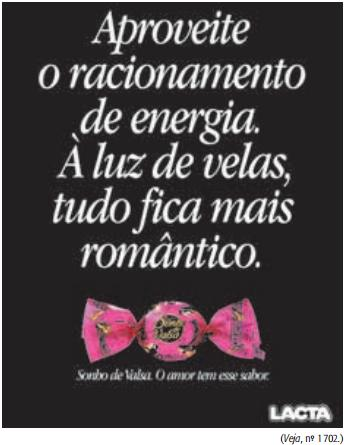 Aproveite
o racionamento
de energia.
À luz de velas,
tudo fica mais
romântico.
Sonho
de
Valsa
Sonho de Valsa. O amor tem esse sabor.
LACTA
(Veja, nº 1702.)